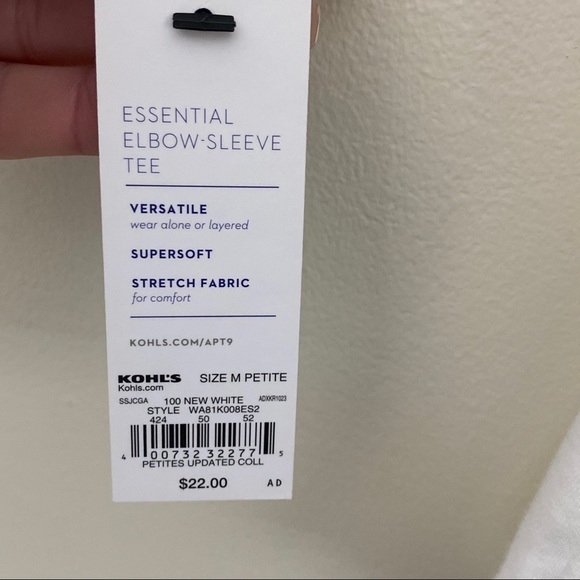 ESSENTIAL
ELBOW-SLEEVE
TEE
VERSATILE
wear alone or layered
SUPERSOFT
STRETCH FABRIC
for comfort
KOHLS.COM/APT9
KOHL'S SIZE M PETITE
Kohls.com
SSJCGA 100 NEW WHITE ADXKR1023
STYLE WA81K008ES2
424 50 52
4 00732 32277 5
PETITES UPDATED COLL
$22.00 A D